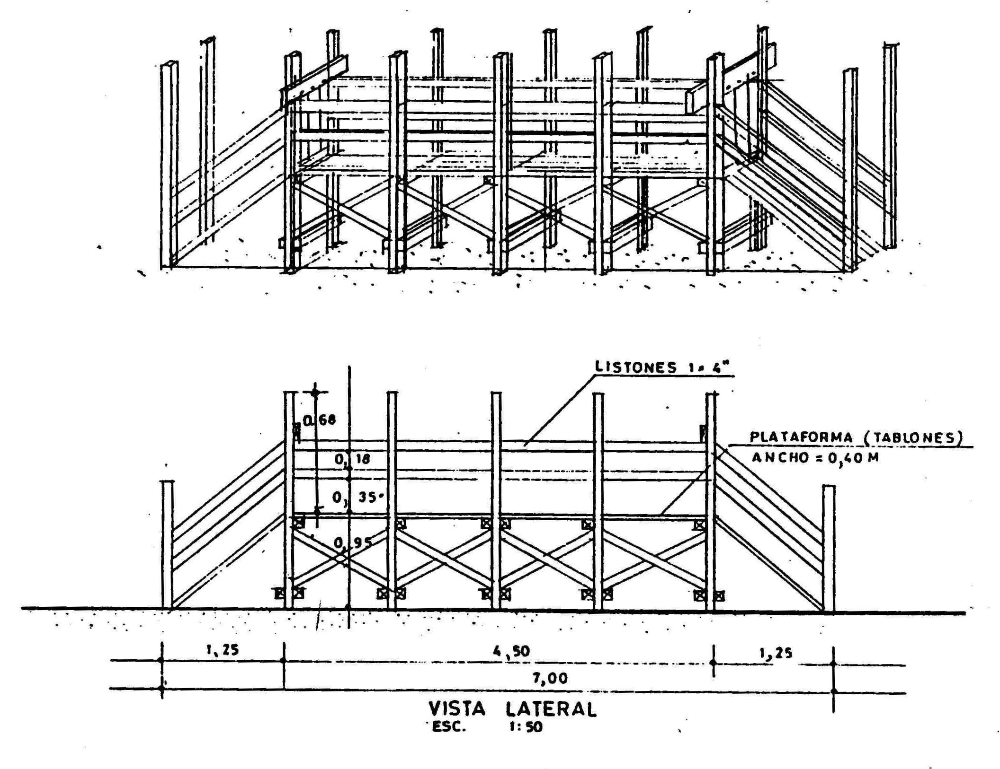 LISTONES 1 × 4"
0,68
PLATAFORMA (TABLONES)
ANCHO = 0,40 M
0,18
0,35
0,95
1,25 4,50 1,25
7,00
VISTA LATERAL
ESC. 1:50